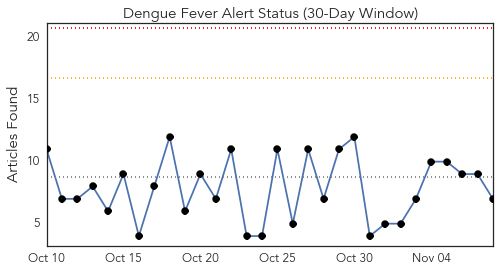 Dengue Fever Alert Status (30-Day Window)
Articles Found
20
15
10
5
Oct 10
Oct 15
Oct 20
Oct 25
Oct 30
Nov 04